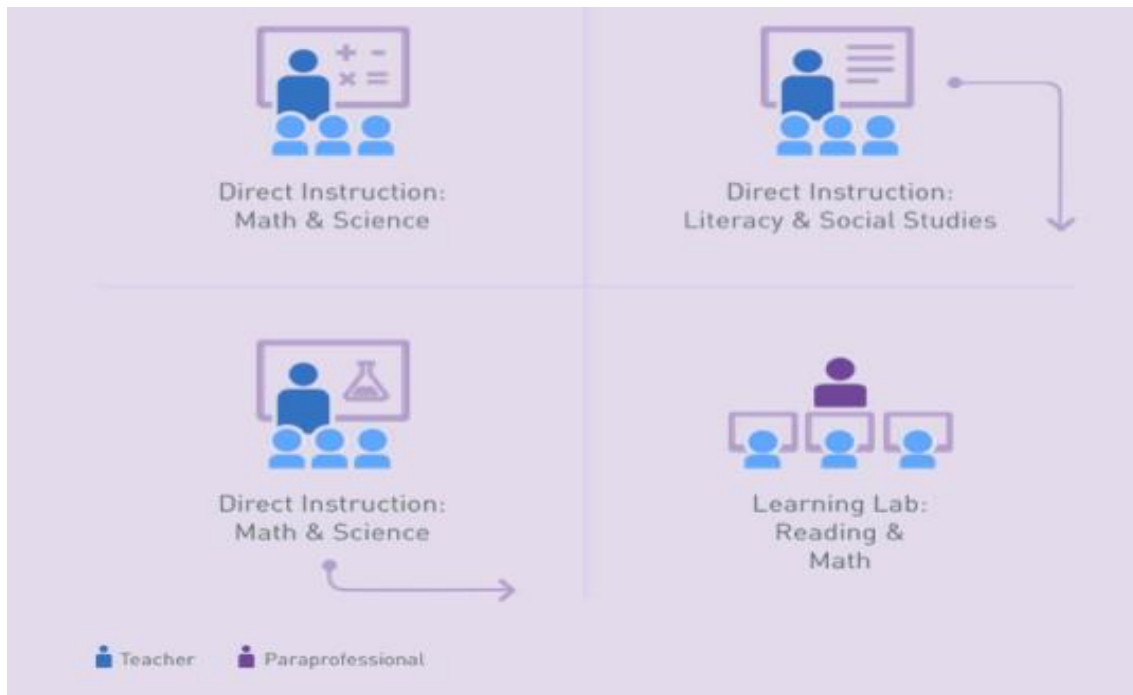 Direct Instruction:
Math & Science
Direct Instruction:
Literacy & Social Studies
Direct Instruction:
Math & Science
Learning Lab:
Reading &
Math
Teacher
Paraprofessional